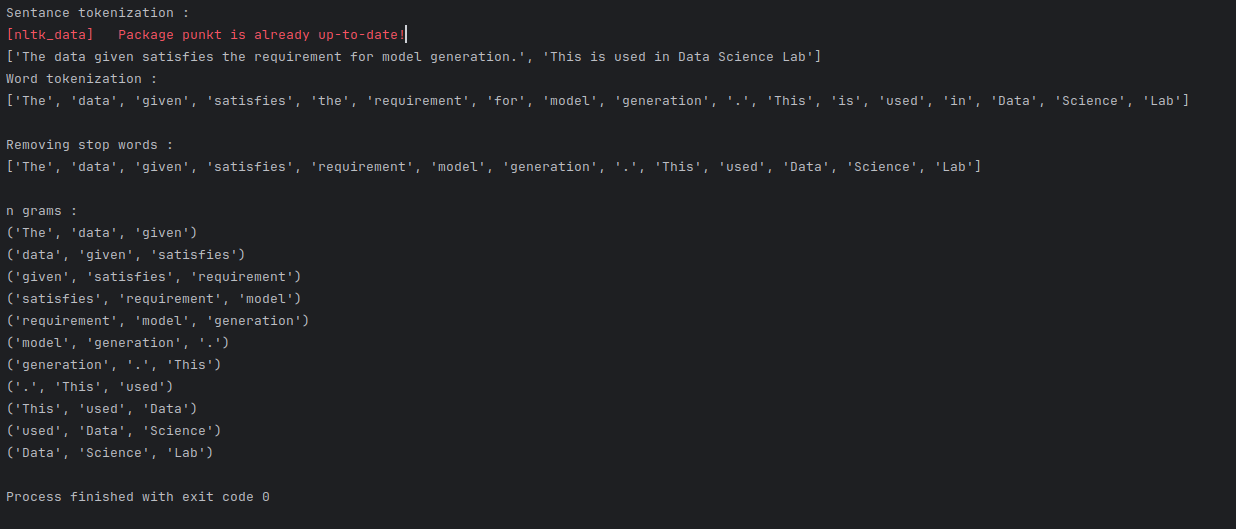 Sentance tokenization :
[nltk_data]   Package punkt is already up-to-date!
['The data given satisfies the requirement for model generation.', 'This is used in Data Science Lab']
Word tokenization :
['The', 'data', 'given', 'satisfies', 'the', 'requirement', 'for', 'model', 'generation', '.', 'This', 'is', 'used', 'in', 'Data', 'Science', 'Lab']
Removing stop words :
['The', 'data', 'given', 'satisfies', 'requirement', 'model', 'generation', '.', 'This', 'used', 'Data', 'Science', 'Lab']
n grams :
('The', 'data', 'given')
('data', 'given', 'satisfies')
('given', 'satisfies', 'requirement')
('satisfies', 'requirement', 'model')
('requirement', 'model', 'generation')
('model', 'generation', '.')
('generation', '.', 'This')
('.', 'This', 'used')
('This', 'used', 'Data')
('used', 'Data', 'Science')
('Data', 'Science', 'Lab')
Process finished with exit code 0